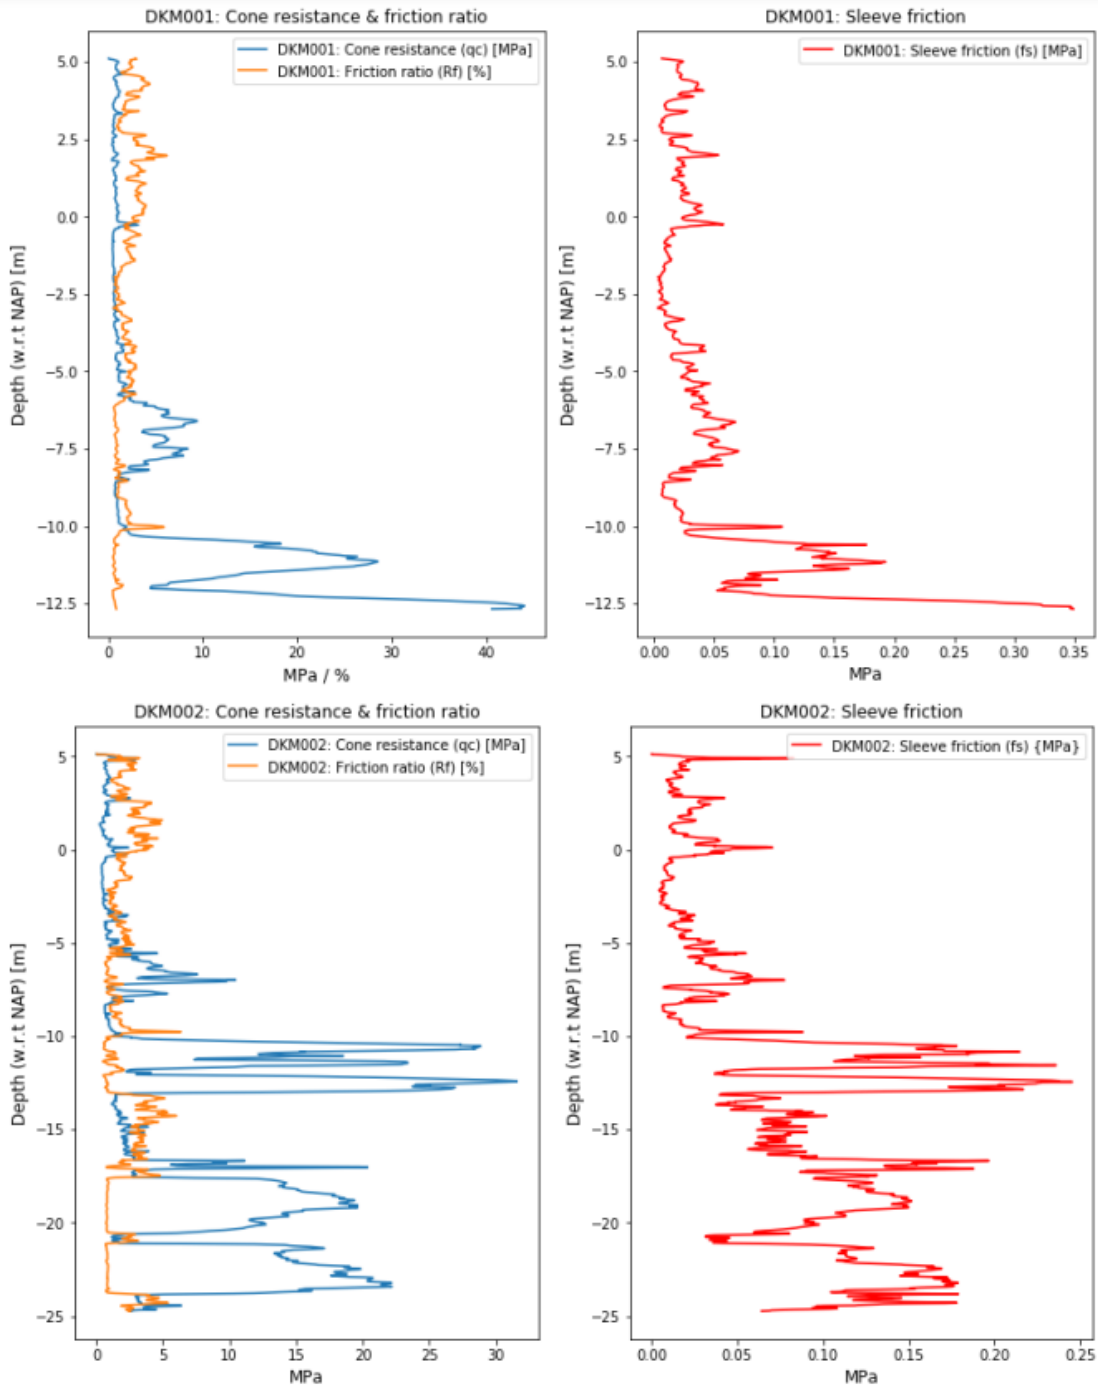 DKM001: Cone resistance & friction ratio
DKM001: Cone resistance (qc) [MPa]
DKM001: Friction ratio (Rf) [%]
5.0
2.5
0.0
−2.5
−5.0
−7.5
−10.0
−12.5
Depth (w.r.t NAP) [m]
0 10 20 30 40
MPa / %
DKM001: Sleeve friction
DKM001: Sleeve friction (fs) [MPa]
5.0
2.5
0.0
−2.5
−5.0
−7.5
−10.0
−12.5
Depth (w.r.t NAP) [m]
0.00 0.05 0.10 0.15 0.20 0.25 0.30 0.35
MPa
DKM002: Cone resistance & friction ratio
DKM002: Cone resistance (qc) [MPa]
DKM002: Friction ratio (Rf) [%]
5
0
−5
−10
−15
−20
−25
Depth (w.r.t NAP) [m]
0 5 10 15 20 25 30
MPa
DKM002: Sleeve friction
DKM002: Sleeve friction (fs) {MPa}
5
0
−5
−10
−15
−20
−25
Depth (w.r.t NAP) [m]
0.00 0.05 0.10 0.15 0.20 0.25
MPa